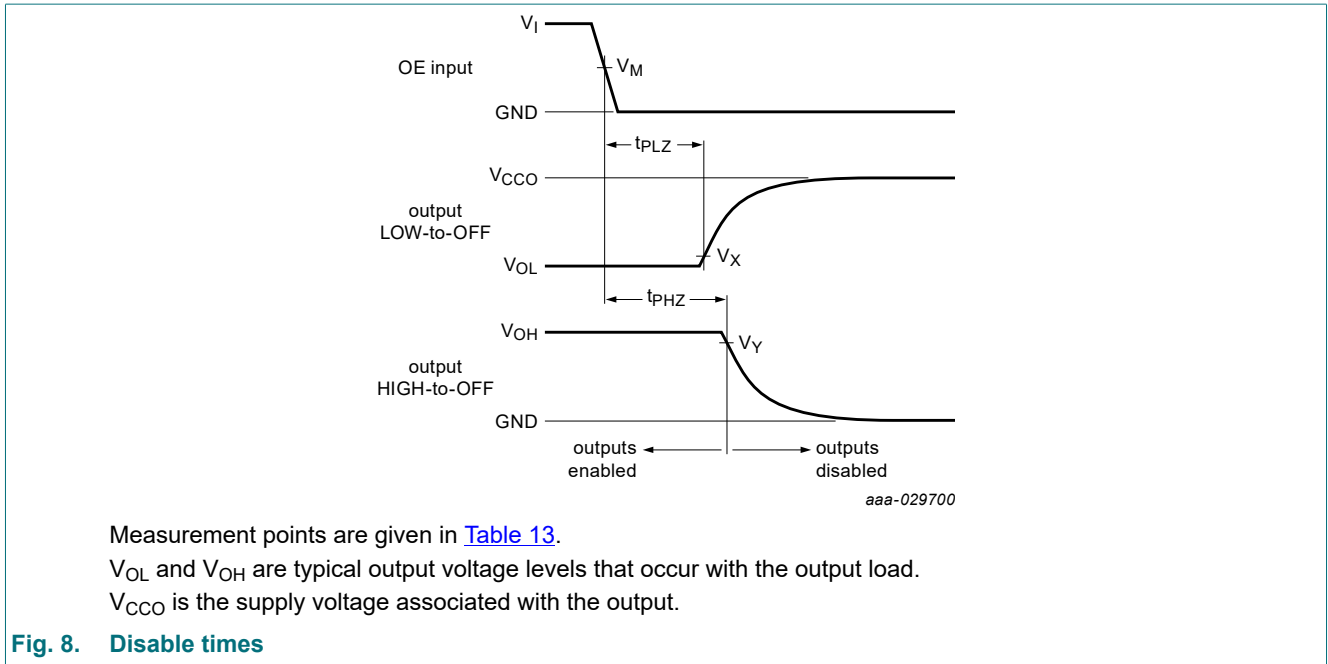 V_I
OE input
V_M
GND
t_PLZ
V_CCO
output
LOW-to-OFF
V_X
V_OL
t_PHZ
V_OH
V_Y
output
HIGH-to-OFF
GND
outputs
enabled
outputs
disabled
aaa-029700
Measurement points are given in Table 13.
V_OL and V_OH are typical output voltage levels that occur with the output load.
V_CCO is the supply voltage associated with the output.
Fig. 8. Disable times